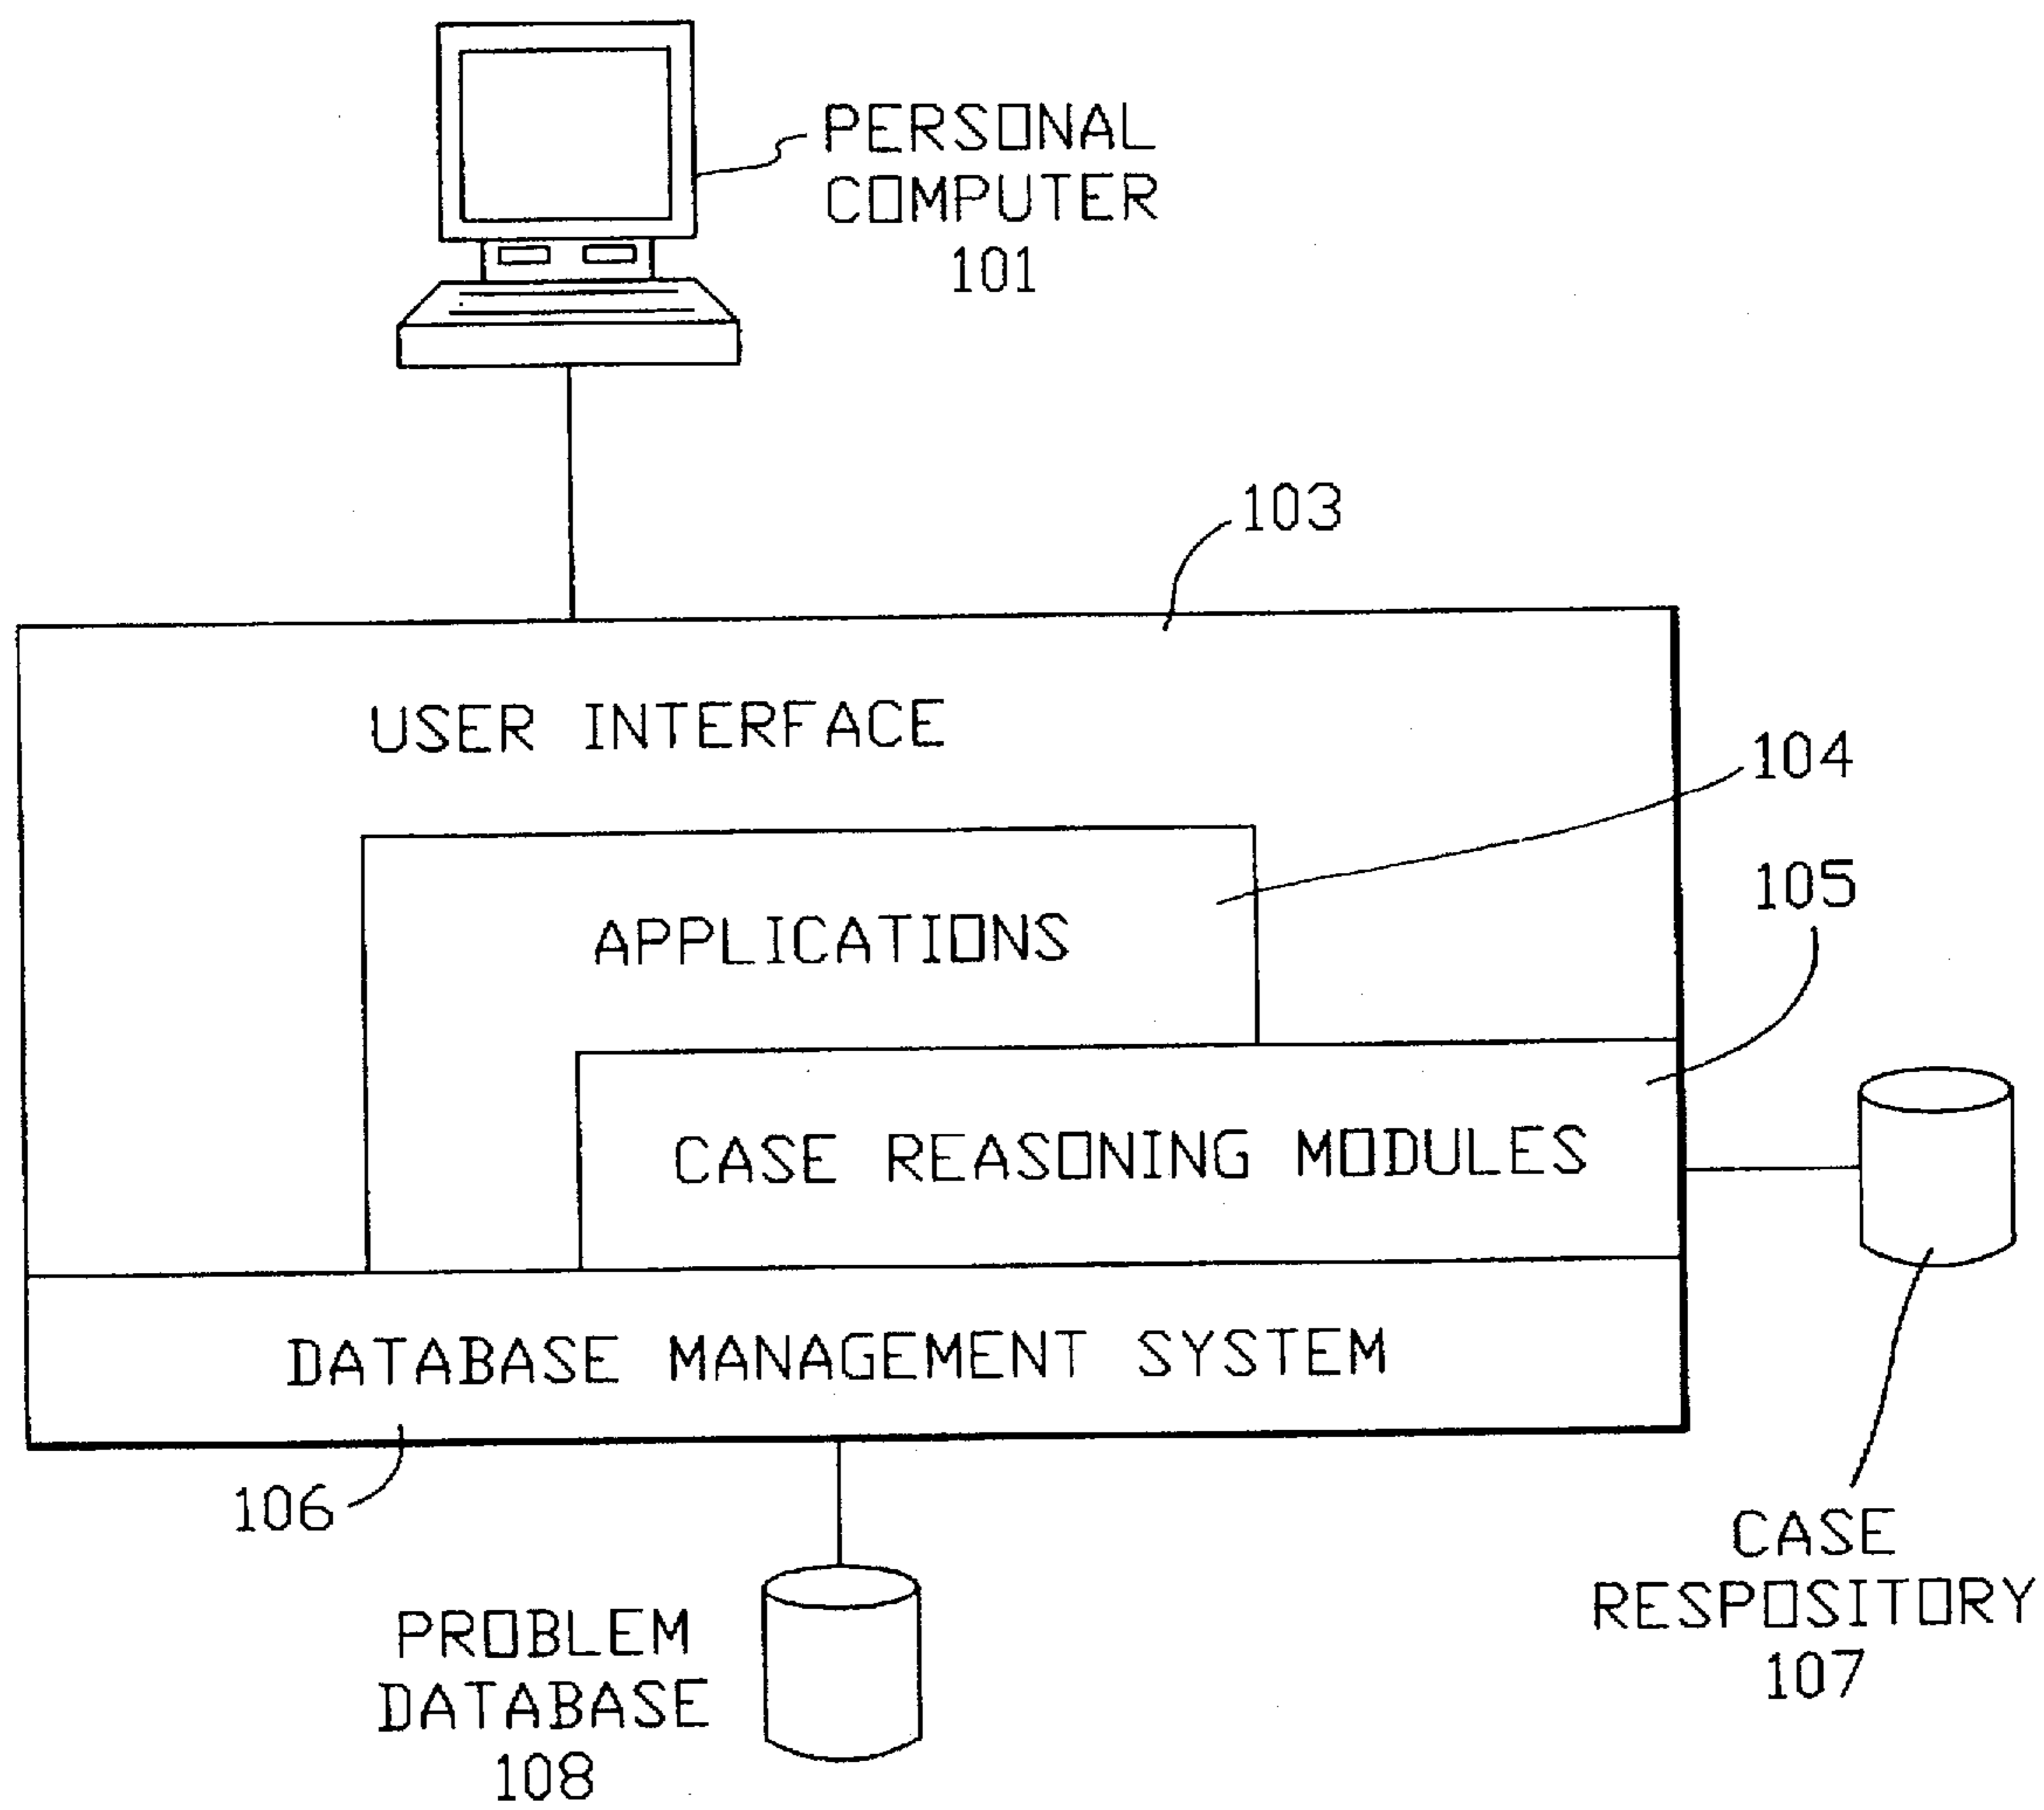 PERSONAL
COMPUTER
101
103
USER INTERFACE
104
APPLICATIONS
105
CASE REASONING MODULES
DATABASE MANAGEMENT SYSTEM
106
CASE
RESPOSITORY
107
PROBLEM
DATABASE
108